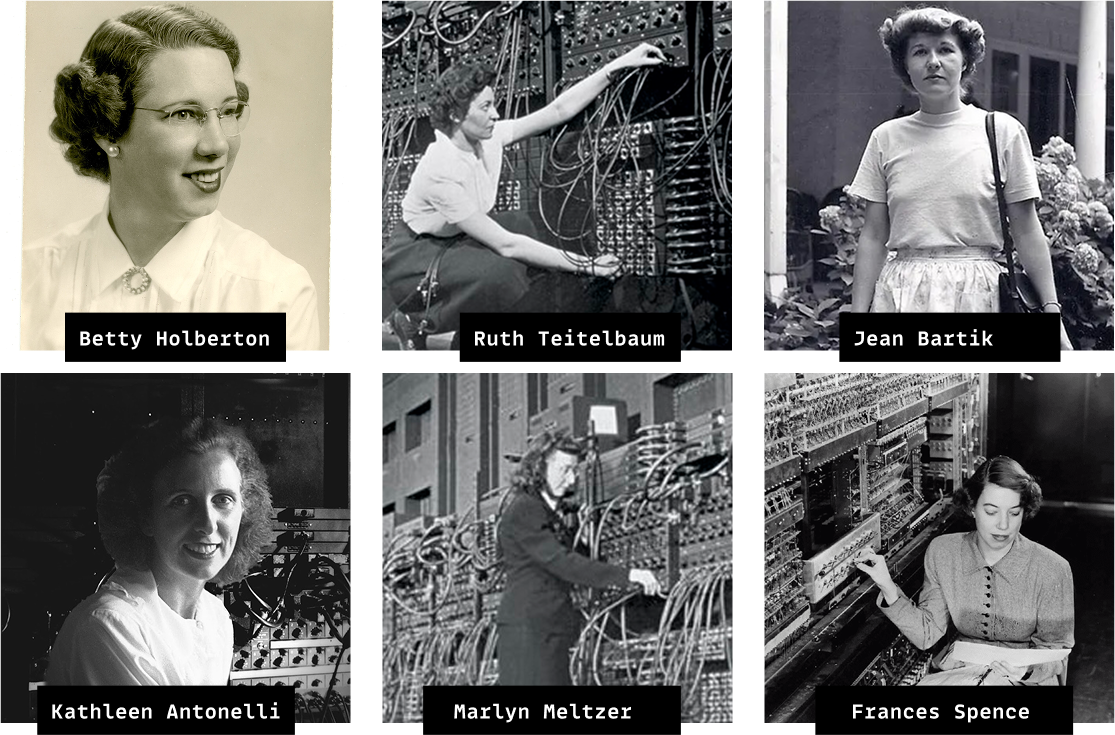 Betty Holberton
Ruth Teitelbaum
Jean Bartik
Kathleen Antonelli
Marlyn Meltzer
Frances Spence